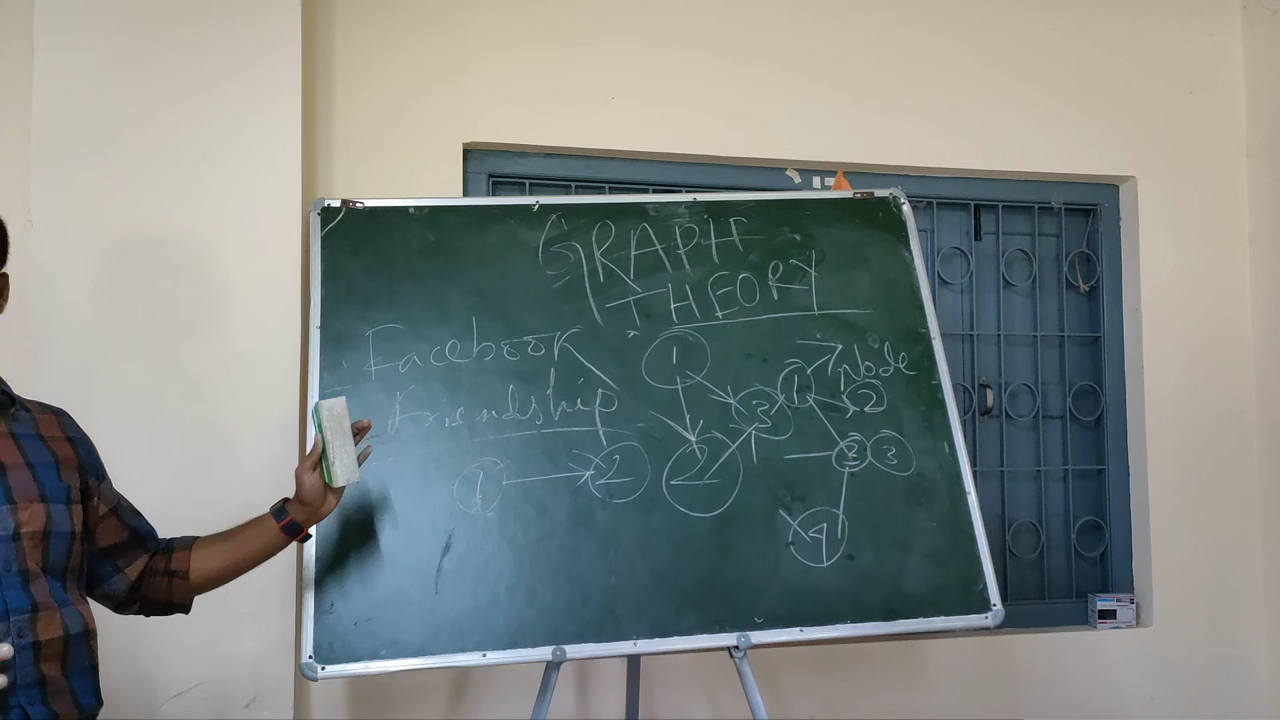 GRAPH
THEORY
Facebook
Friendship
1 → 2
1
2
3
1 → Node
2
3 3
4